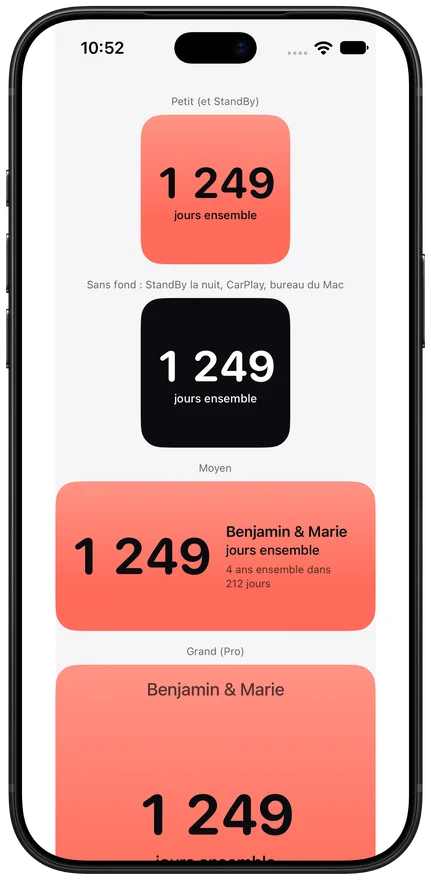 10:52
Petit (et StandBy)
1 249
jours ensemble
Sans fond : StandBy la nuit, CarPlay, bureau du Mac
1 249
jours ensemble
Moyen
1 249
Benjamin & Marie
jours ensemble
4 ans ensemble dans
212 jours
Grand (Pro)
Benjamin & Marie
1 249
jours ensemble